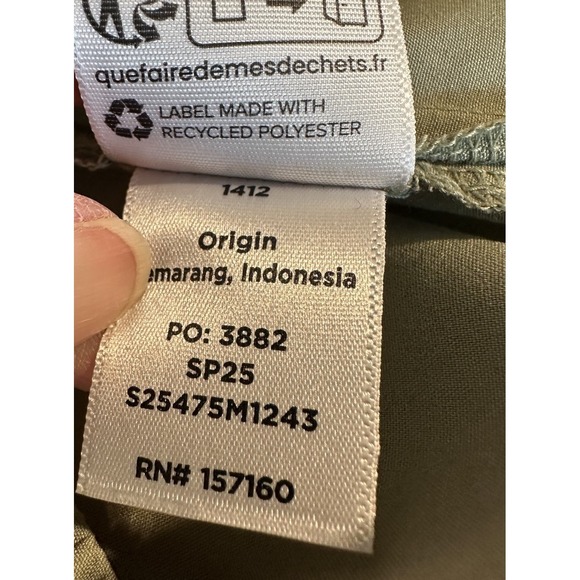 quefairedemesdechets.fr
LABEL MADE WITH
RECYCLED POLYESTER
1412
Origin
emarang, Indonesia
PO: 3882
SP25
S25475M1243
RN# 157160